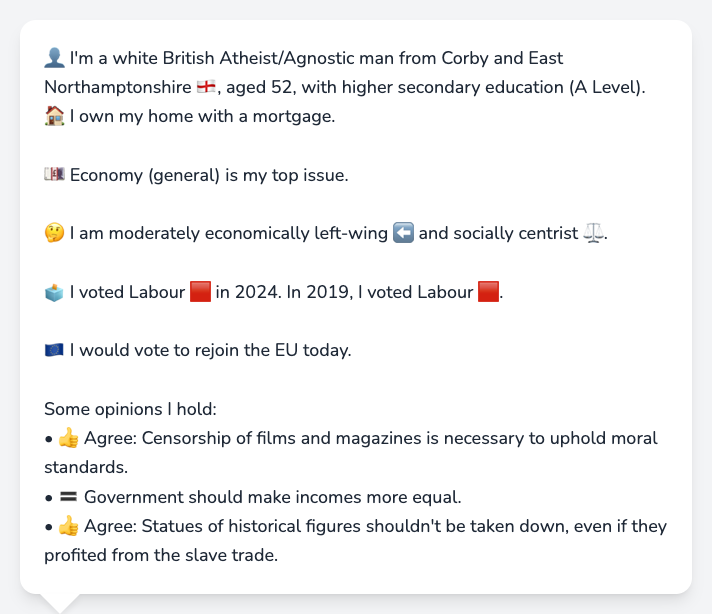 👤 I'm a white British Atheist/Agnostic man from Corby and East
Northamptonshire 🏴󠁧󠁢󠁥󠁮󠁧󠁿, aged 52, with higher secondary education (A Level).
🏠 I own my home with a mortgage.
💷 Economy (general) is my top issue.
🤔 I am moderately economically left-wing ⬅️ and socially centrist ⚖️.
🗳️ I voted Labour 🟥 in 2024. In 2019, I voted Labour 🟥.
🇪🇺 I would vote to rejoin the EU today.
Some opinions I hold:
• 👍 Agree: Censorship of films and magazines is necessary to uphold moral
standards.
• 🟰 Government should make incomes more equal.
• 👍 Agree: Statues of historical figures shouldn't be taken down, even if they
profited from the slave trade.